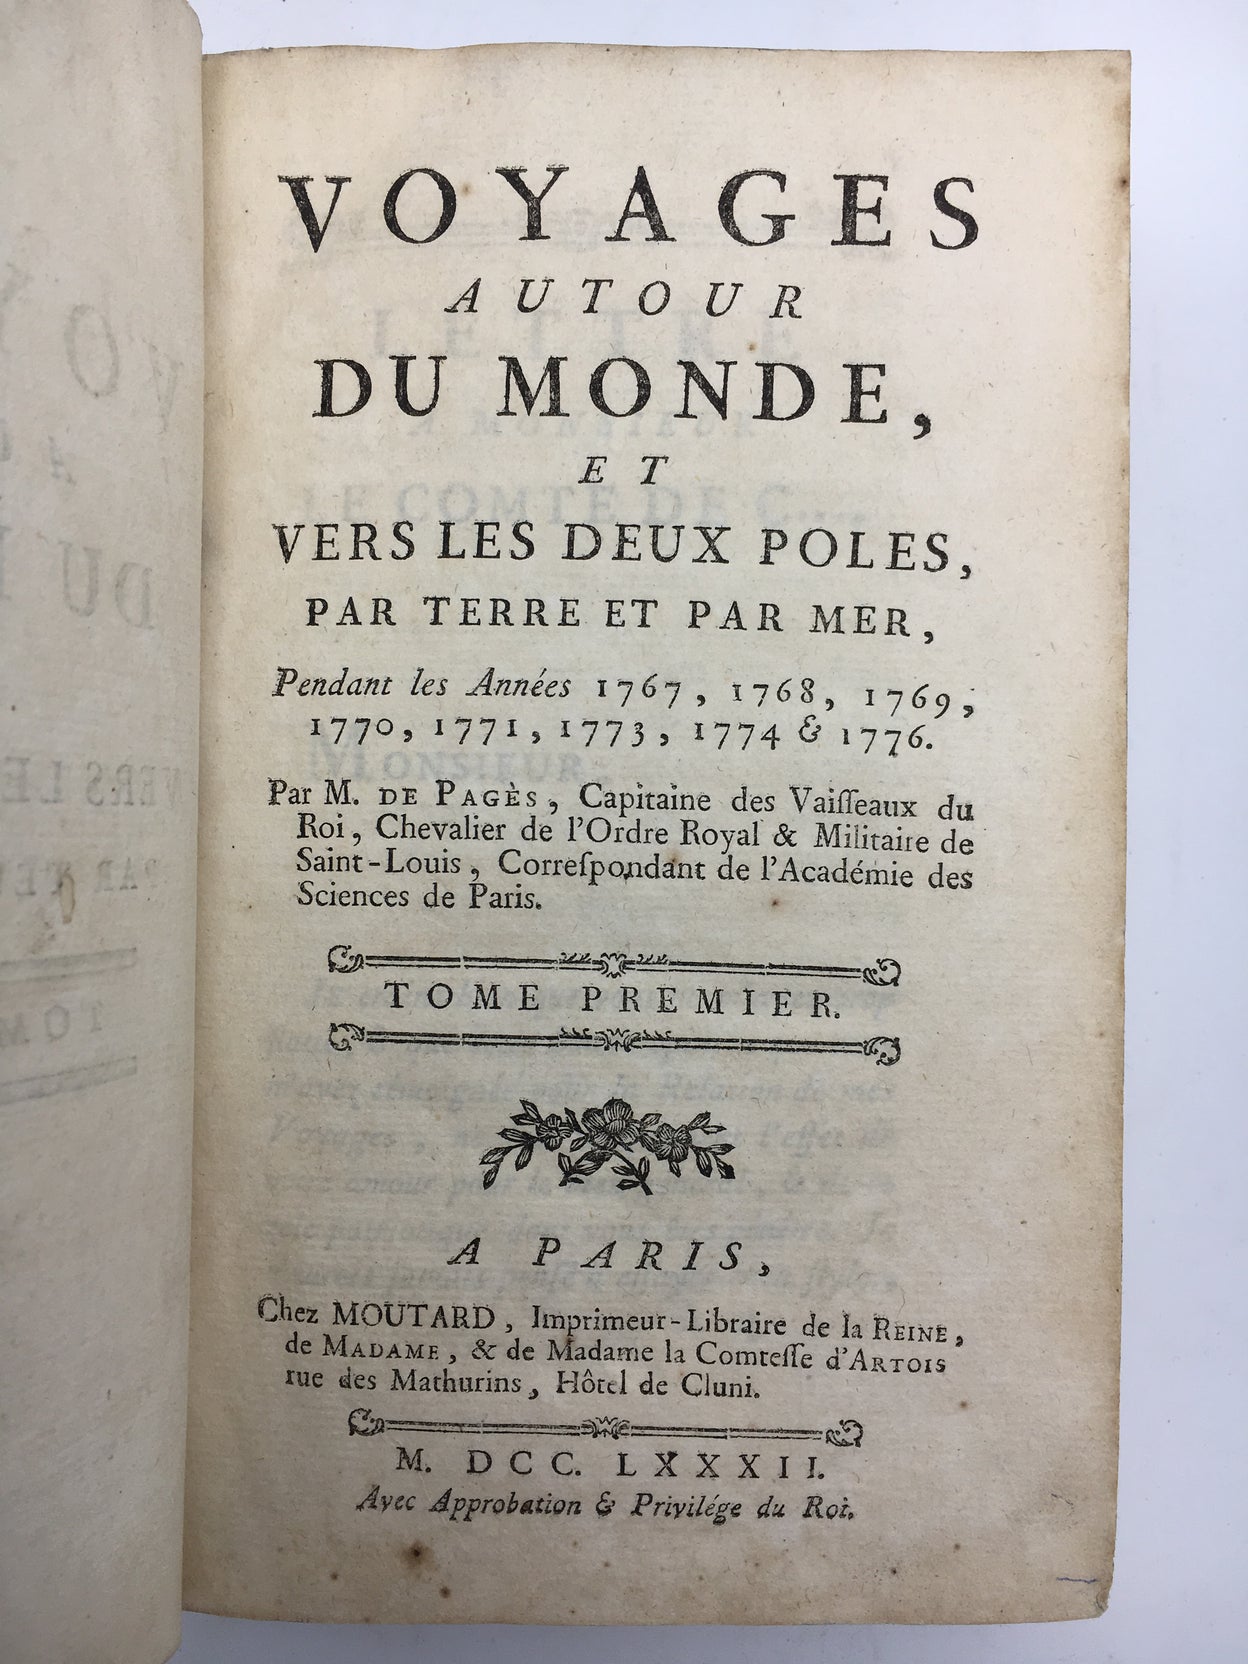 VOYAGES
AUTOUR
DU MONDE,
ET
VERS LES DEUX POLES,
PAR TERRE ET PAR MER,
Pendant les Années 1767, 1768, 1769,
1770, 1771, 1773, 1774 & 1776.
Par M. DE PAGÈS, Capitaine des Vaiſſeaux du
Roi, Chevalier de l'Ordre Royal & Militaire de
Saint-Louis, Correſpondant de l'Académie des
Sciences de Paris.
TOME PREMIER.
A PARIS,
Chez MOUTARD, Imprimeur-Libraire de la REINE,
de MADAME, & de Madame la Comteſſe d'ARTOIS
rue des Mathurins, Hôtel de Cluni.
M. DCC. LXXXII.
Avec Approbation & Privilége du Roi.